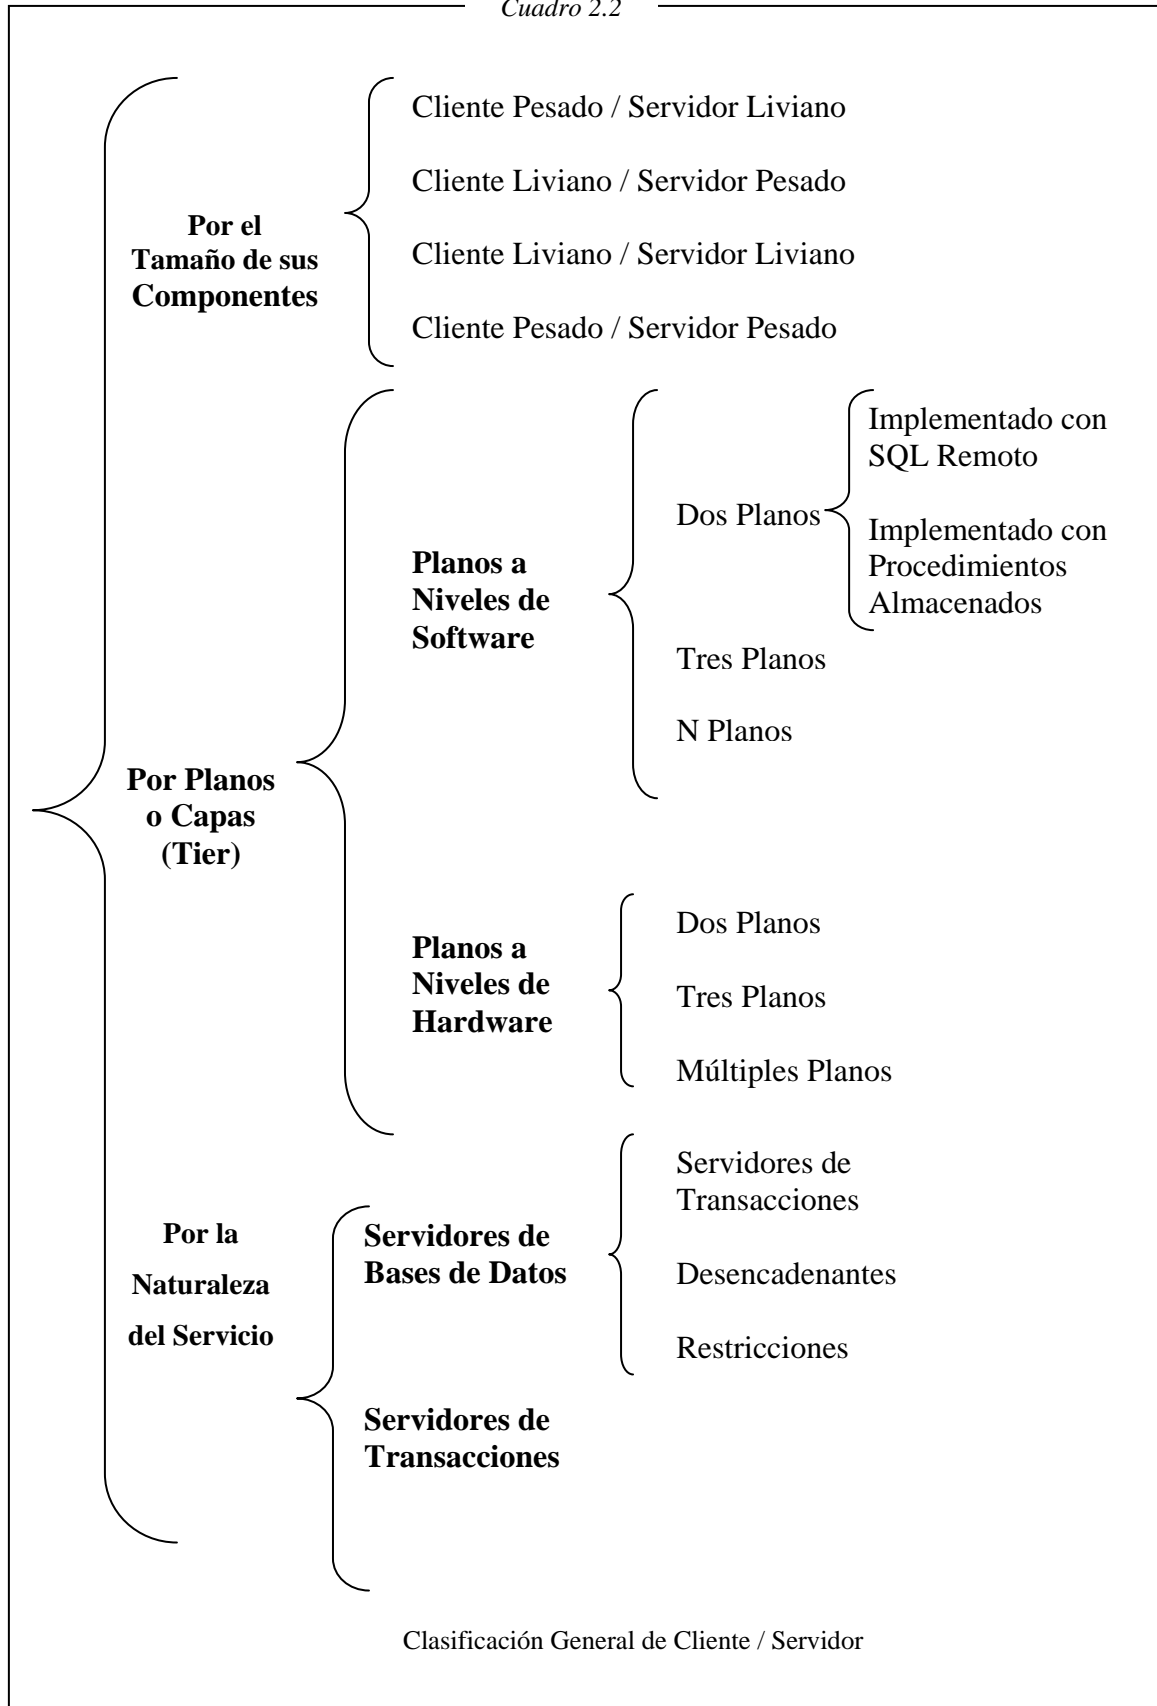 Cuadro 2.2
Cliente Pesado / Servidor Liviano
Cliente Liviano / Servidor Pesado
Por el
Tamaño de sus
Componentes
Cliente Liviano / Servidor Liviano
Cliente Pesado / Servidor Pesado
Implementado con
SQL Remoto
Dos Planos
Implementado con
Procedimientos
Almacenados
Planos a
Niveles de
Software
Tres Planos
N Planos
Por Planos
o Capas
(Tier)
Dos Planos
Planos a
Niveles de
Hardware
Tres Planos
Múltiples Planos
Servidores de
Transacciones
Por la
Naturaleza
del Servicio
Servidores de
Bases de Datos
Desencadenantes
Restricciones
Servidores de
Transacciones
Clasificación General de Cliente / Servidor